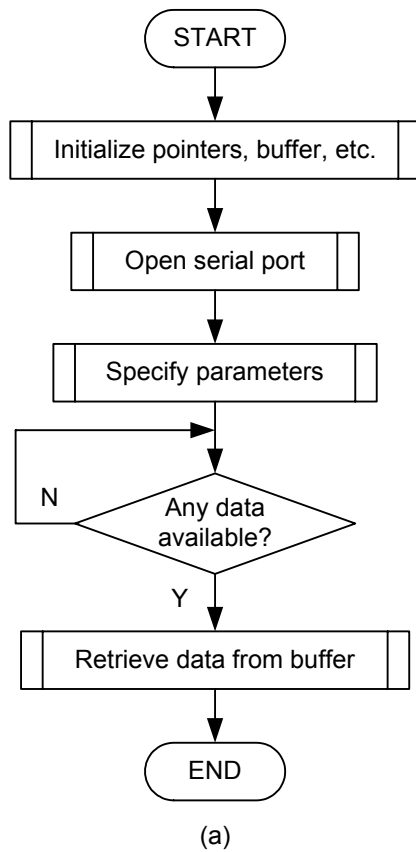 START
Initialize pointers, buffer, etc.
Open serial port
Specify parameters
N
Any data
available?
Y
Retrieve data from buffer
END
(a)